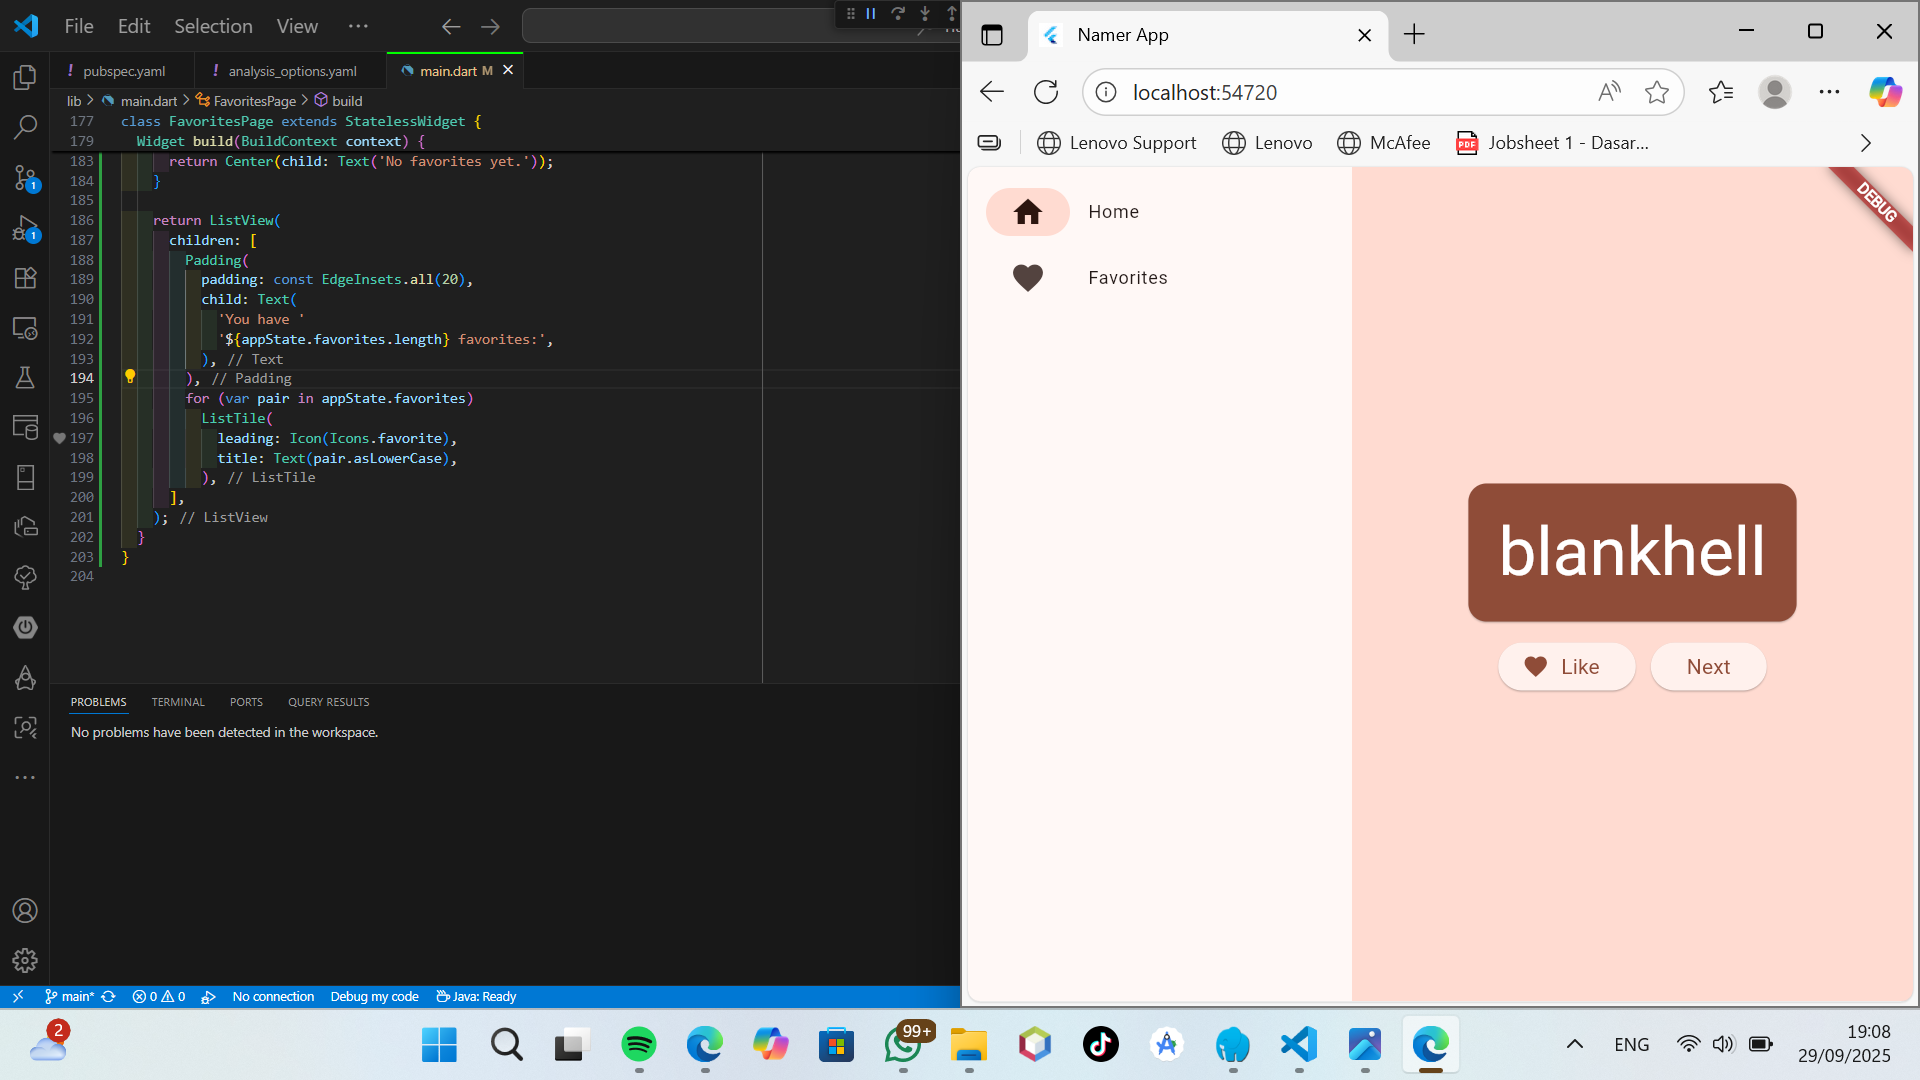 File Edit Selection View
pubspec.yaml
analysis_options.yaml
main.dart M
lib > main.dart > FavoritesPage > build
177 class FavoritesPage extends StatelessWidget {
179 Widget build(BuildContext context) {
183 return Center(child: Text('No favorites yet.'));
184 }
185
186 return ListView(
187 children: [
188 Padding(
189 padding: const EdgeInsets.all(20),
190 child: Text(
191 'You have '
192 '${appState.favorites.length} favorites:',
193 ), // Text
194 ), // Padding
195 for (var pair in appState.favorites)
196 ListTile(
197 leading: Icon(Icons.favorite),
198 title: Text(pair.asLowerCase),
199 ), // ListTile
200 ],
201 ); // ListView
202 }
203 }
204
PROBLEMS TERMINAL PORTS QUERY RESULTS
No problems have been detected in the workspace.
1
1
main* 0 0 No connection Debug my code Java: Ready
Namer App
localhost:54720
Lenovo Support Lenovo McAfee PDF Jobsheet 1 - Dasar...
DEBUG
Home
Favorites
blankhell
Like Next
2
99+
ENG
19:08
29/09/2025